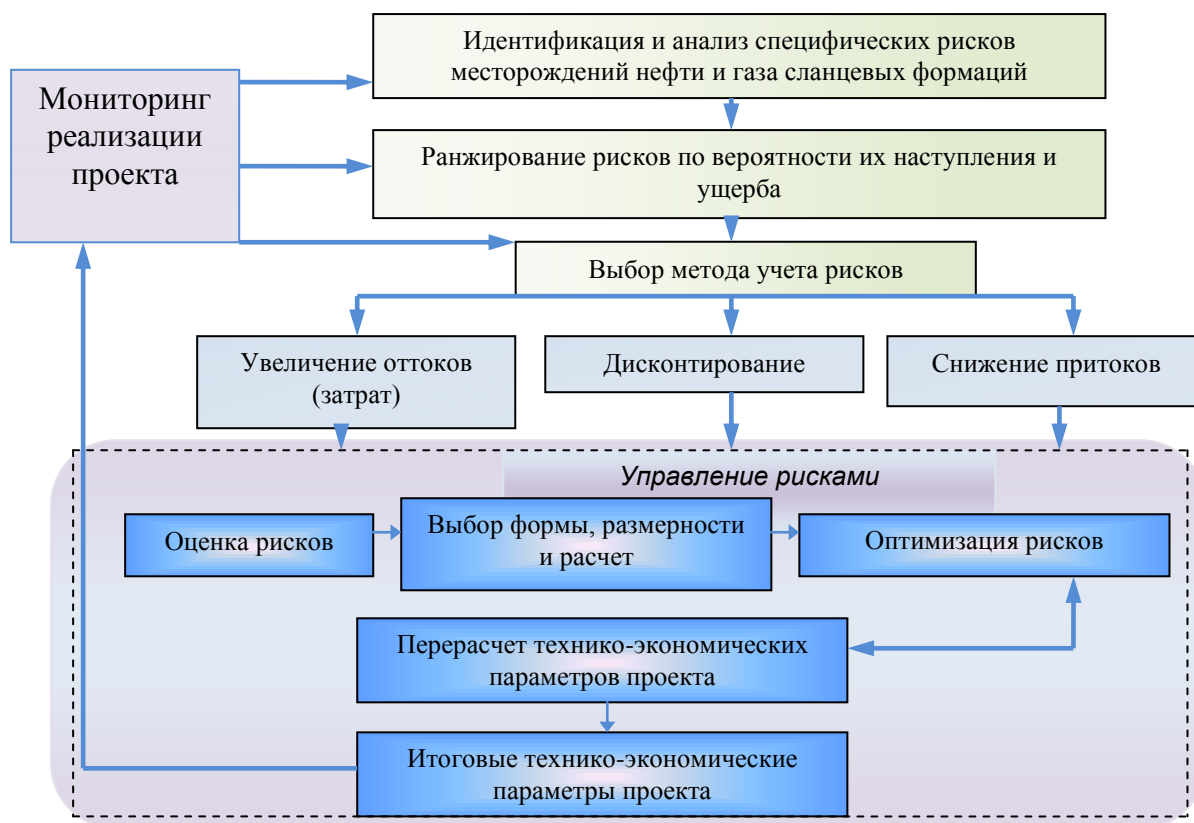 Идентификация и анализ специфических рисков
месторождений нефти и газа сланцевых формаций
Мониторинг
реализации
проекта
Ранжирование рисков по вероятности их наступления и
ущерба
Выбор метода учета рисков
Увеличение оттоков
(затрат)
Дисконтирование
Снижение притоков
Управление рисками
Оценка рисков
Выбор формы, размерности
и расчет
Оптимизация рисков
Перерасчет технико-экономических
параметров проекта
Итоговые технико-экономические
параметры проекта